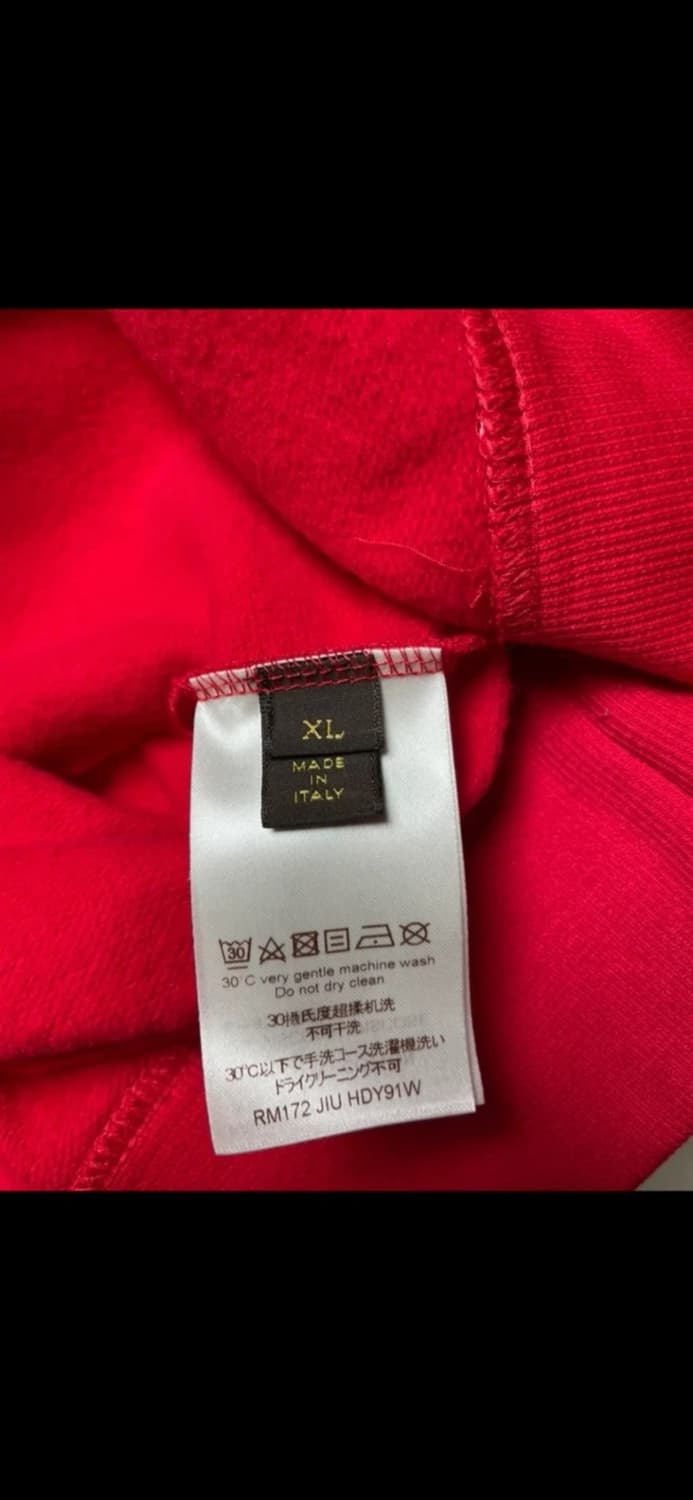 XL
MADE
IN
ITALY
30
30°C very gentle machine wash
Do not dry clean
30摄氏度超揉机洗
不可干洗
30°C以下で手洗コース洗濯機洗い
ドライクリーニング不可
RM172 JIU HDY91W